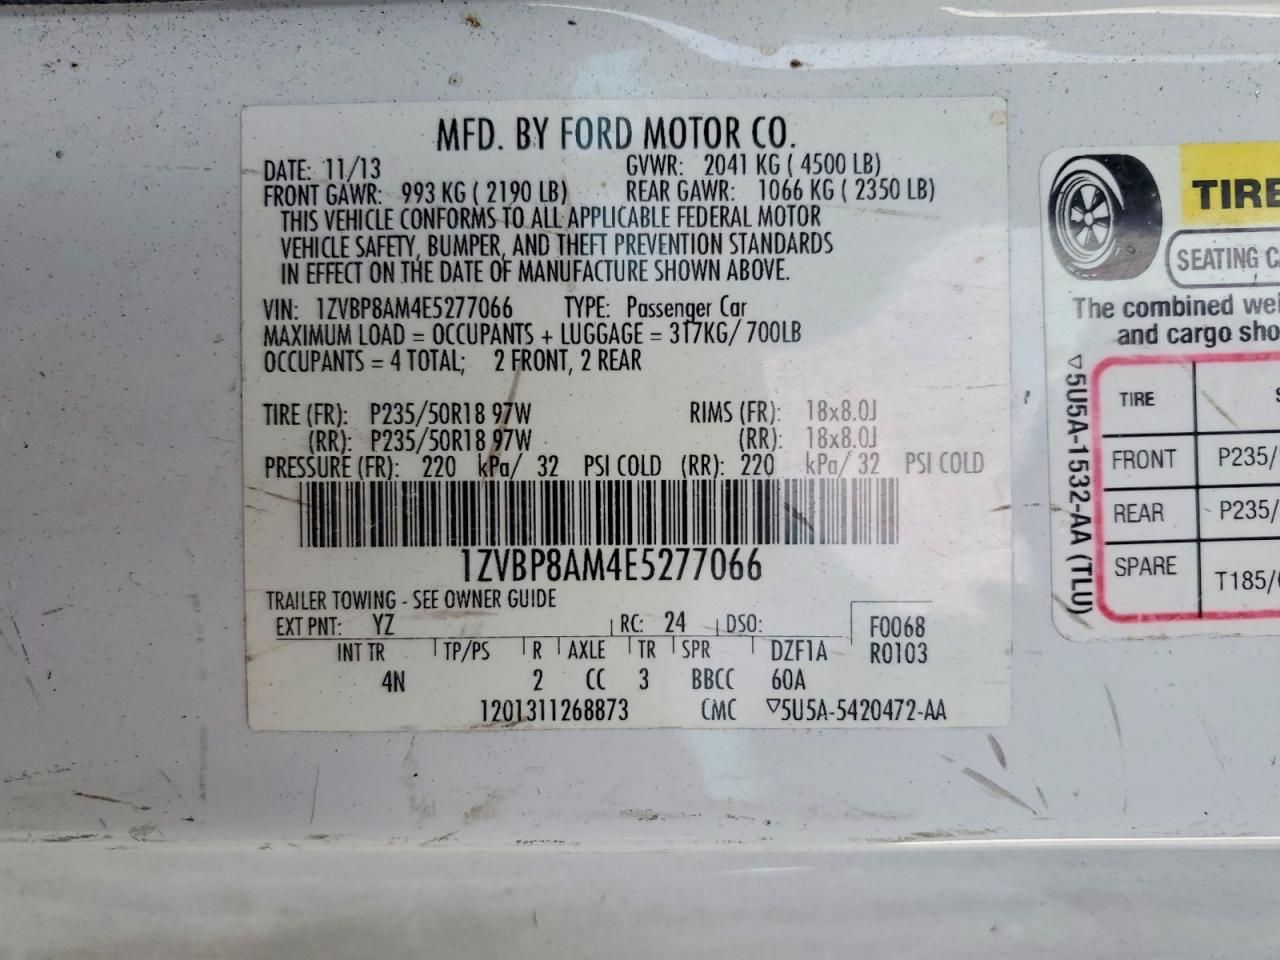 MFD. BY FORD MOTOR CO.
DATE: 11/13 GVWR: 2041 KG ( 4500 LB)
FRONT GAWR: 993 KG ( 2190 LB) REAR GAWR: 1066 KG ( 2350 LB)
THIS VEHICLE CONFORMS TO ALL APPLICABLE FEDERAL MOTOR
VEHICLE SAFETY, BUMPER, AND THEFT PREVENTION STANDARDS
IN EFFECT ON THE DATE OF MANUFACTURE SHOWN ABOVE.
VIN: 1ZVBP8AM4E5277066 TYPE: Passenger Car
MAXIMUM LOAD = OCCUPANTS + LUGGAGE = 317KG/ 700LB
OCCUPANTS = 4 TOTAL; 2 FRONT, 2 REAR
TIRE (FR): P235/50R18 97W RIMS (FR): 18x8.0J
(RR): P235/50R18 97W (RR): 18x8.0J
PRESSURE (FR): 220 kPa/ 32 PSI COLD (RR): 220 kPa/ 32 PSI COLD
1ZVBP8AM4E5277066
TRAILER TOWING - SEE OWNER GUIDE
EXT PNT: YZ RC: 24 DSO: F0068
INT TR TP/PS R AXLE TR SPR DZF1A R0103
4N 2 CC 3 BBCC 60A
1201311268873 CMC ▽5U5A-5420472-AA
TIRE
SEATING
The combined
and cargo
▽5U5A-1532-AA (TLU)
TIRE
FRONT P235/
REAR P235/
SPARE T185/